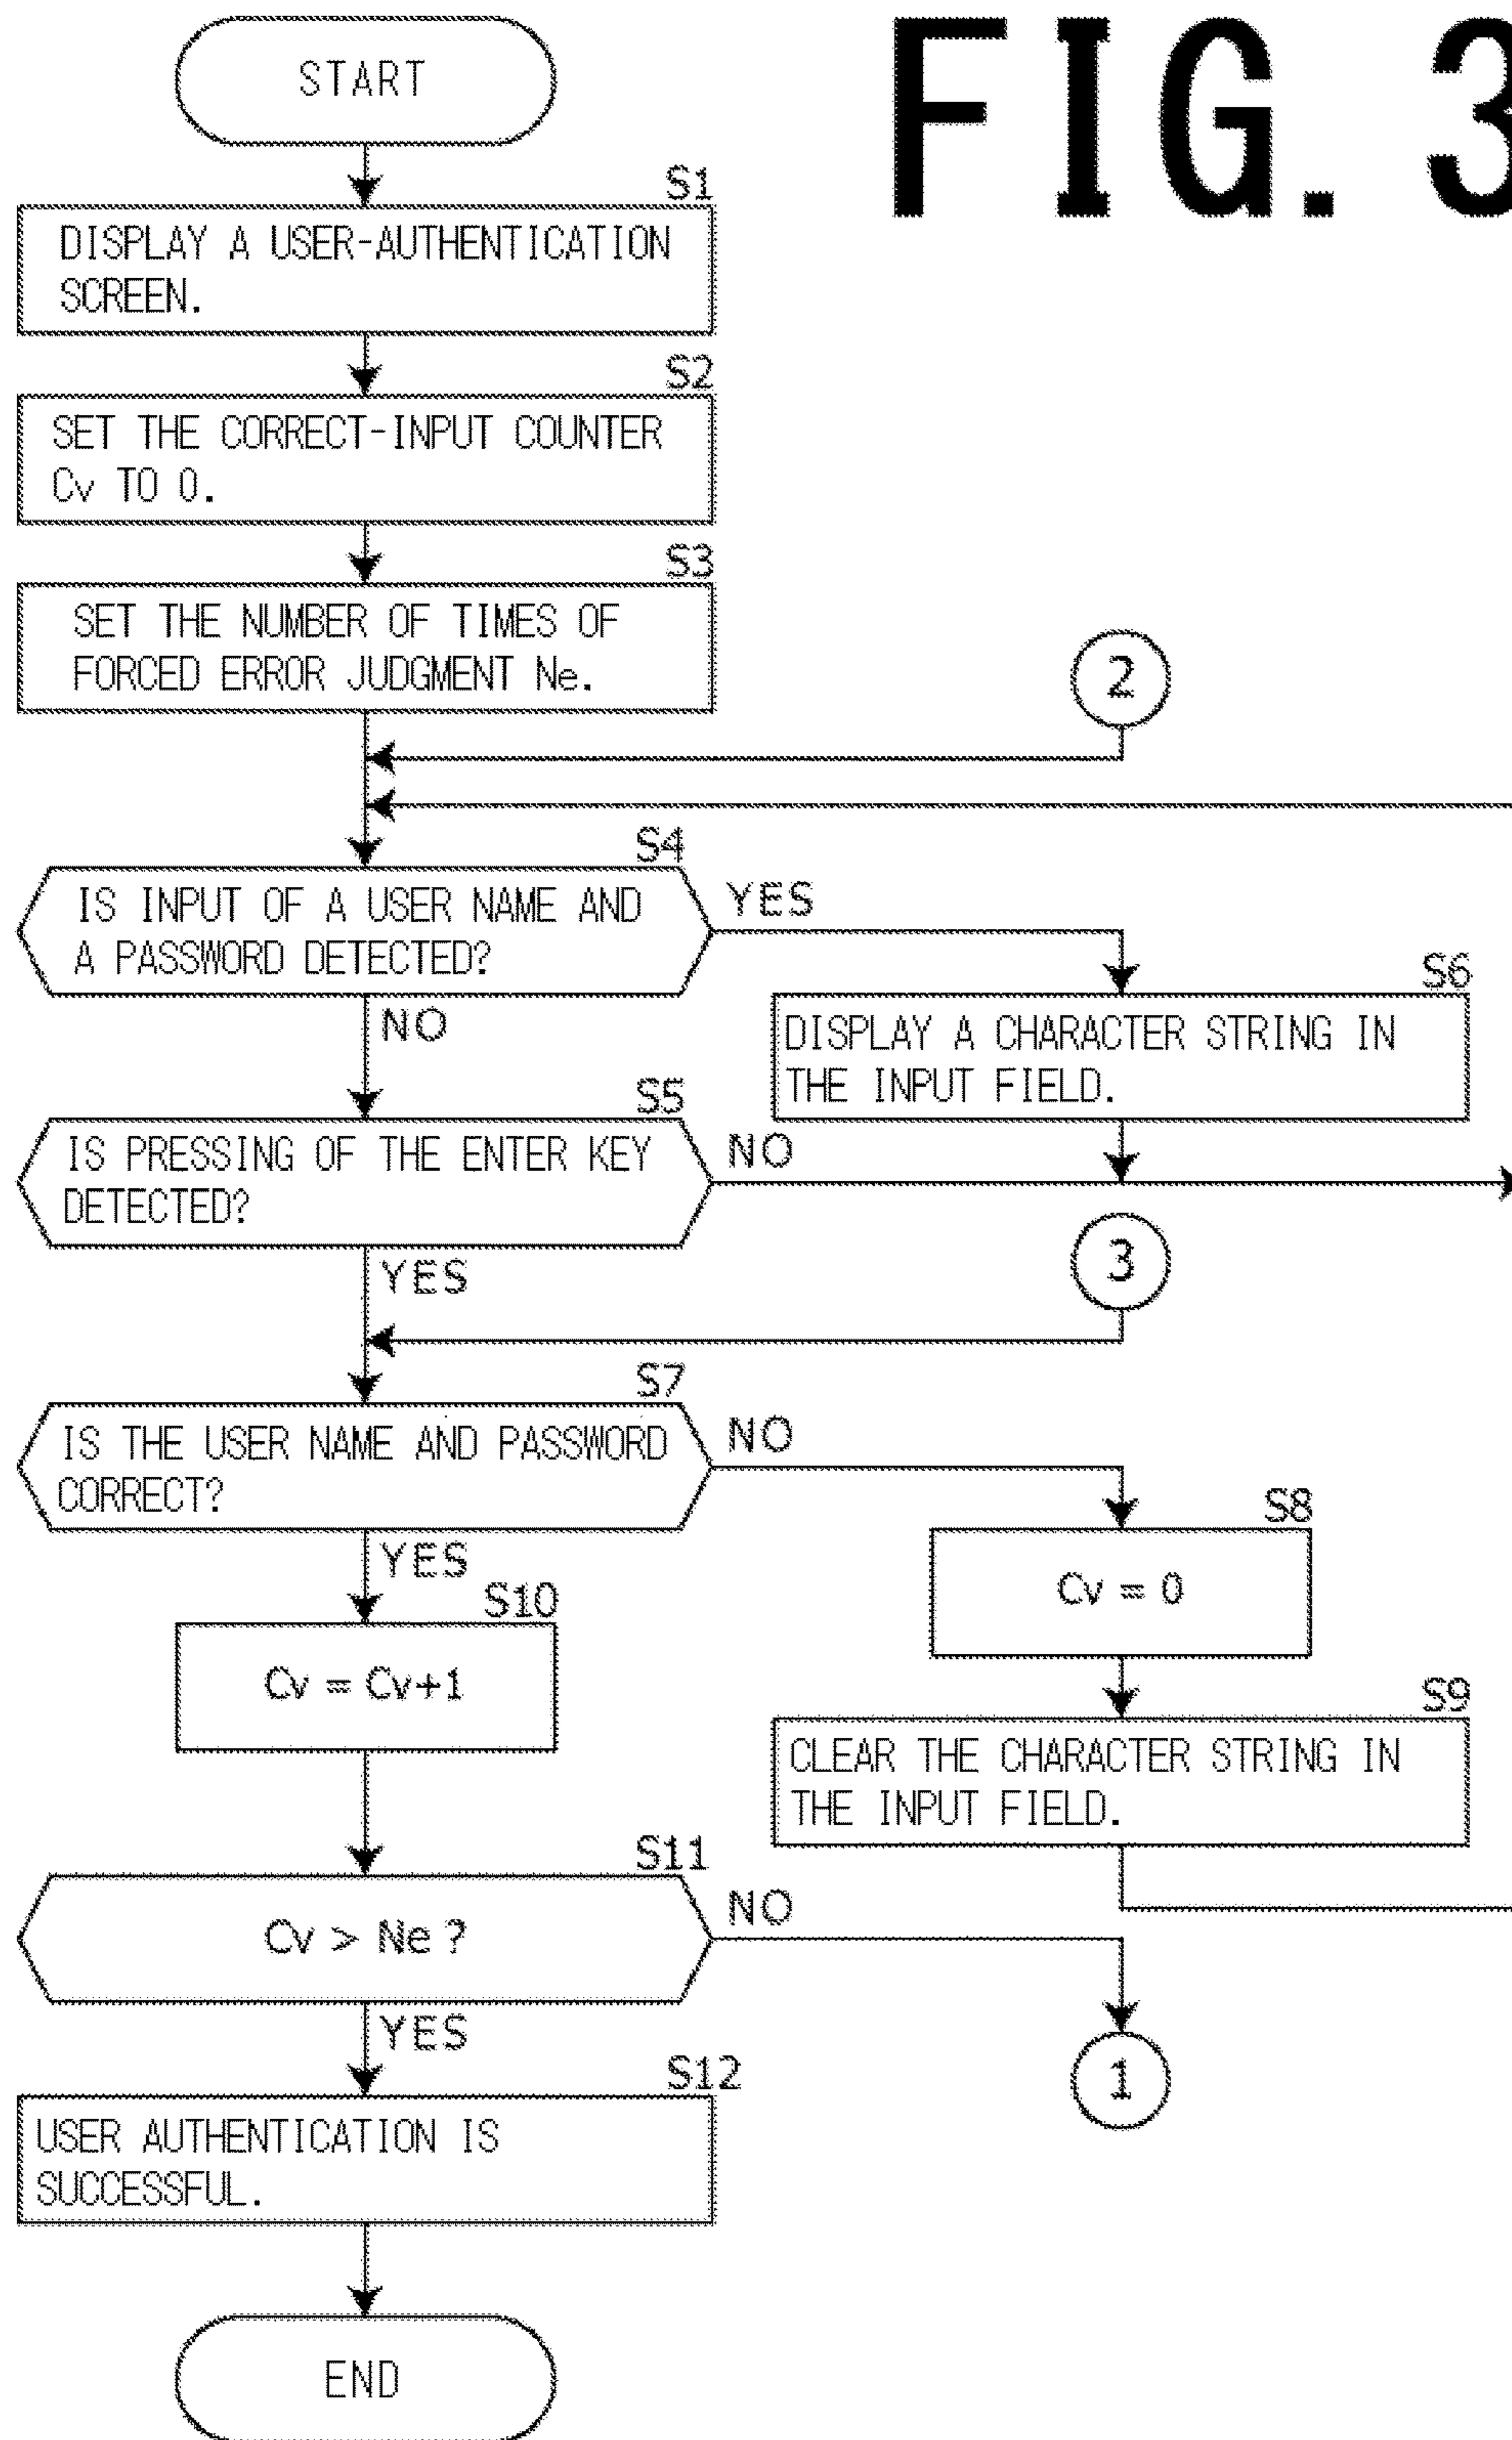 FIG. 3
START
S1
DISPLAY A USER-AUTHENTICATION
SCREEN.
S2
SET THE CORRECT-INPUT COUNTER
Cv TO 0.
S3
SET THE NUMBER OF TIMES OF
FORCED ERROR JUDGMENT Ne.
2
S4
IS INPUT OF A USER NAME AND
A PASSWORD DETECTED?
YES
NO
S6
DISPLAY A CHARACTER STRING IN
THE INPUT FIELD.
S5
IS PRESSING OF THE ENTER KEY
DETECTED?
NO
YES
3
S7
IS THE USER NAME AND PASSWORD
CORRECT?
NO
YES
S8
Cv = 0
S10
Cv = Cv+1
S9
CLEAR THE CHARACTER STRING IN
THE INPUT FIELD.
S11
Cv > Ne ?
NO
YES
1
S12
USER AUTHENTICATION IS
SUCCESSFUL.
END